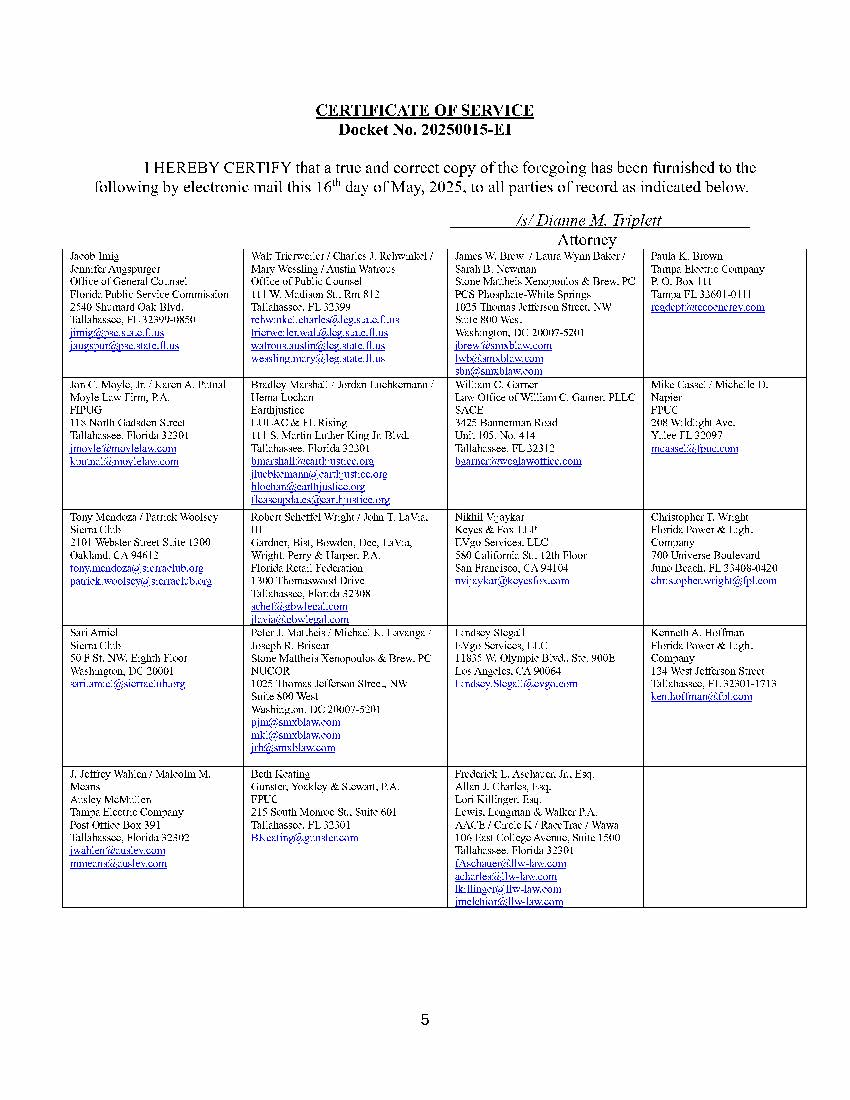 CERTIFICATE OF SERVICE
Docket No. 20250015-EI
I HEREBY CERTIFY that a true and correct copy of the foregoing has been furnished to the
following by electronic mail this 16th day of May, 2025, to all parties of record as indicated below.
/s/ Dianne M. Triplett
Attorney
Jacob Imig
Jennifer Augspurger
Office of General Counsel
Florida Public Service Commission
2540 Shumard Oak Blvd.
Tallahassee, FL 32399-0850
jimig@psc.state.fl.us
jaugspur@psc.state.fl.us
Walt Trierweiler / Charles J. Rehwinkel /
Mary Wessling / Austin Watrous
Office of Public Counsel
111 W. Madison St., Rm 812
Tallahassee, FL 32399
rehwinkel.charles@leg.state.fl.us
trierweiler.walt@leg.state.fl.us
watrous.austin@leg.state.fl.us
wessling.mary@leg.state.fl.us
James W. Brew / Laura Wynn Baker /
Sarah B. Newman
Stone Mattheis Xenopoulos & Brew, PC
PCS Phosphate-White Springs
1025 Thomas Jefferson Street, NW
Suite 800 West
Washington, DC 20007-5201
jbrew@smxblaw.com
lwb@smxblaw.com
sbn@smxblaw.com
Paula K. Brown
Tampa Electric Company
P. O. Box 111
Tampa FL 33601-0111
regdept@tecoenergy.com
Jon C. Moyle, Jr. / Karen A. Putnal
Moyle Law Firm, P.A.
FIPUG
118 North Gadsden Street
Tallahassee, Florida 32301
jmoyle@moylelaw.com
kputnal@moylelaw.com
Bradley Marshall / Jordan Luebkemann /
Hema Lochan
Earthjustice
LULAC & FL Rising
111 S. Martin Luther King Jr. Blvd.
Tallahassee, Florida 32301
bmarshall@earthjustice.org
jluebkemann@earthjustice.org
hlochan@earthjustice.org
flcaseupdates@earthjustice.org
William C. Garner
Law Office of William C. Garner, PLLC
SACE
3425 Bannerman Road
Unit 105, No. 414
Tallahassee, FL 32312
bgarner@wcglawoffice.com
Mike Cassel / Michelle D.
Napier
FPUC
208 Wildlight Ave.
Yulee FL 32097
mcassel@fpuc.com
Tony Mendoza / Patrick Woolsey
Sierra Club
2101 Webster Street Suite 1300
Oakland, CA 94612
tony.mendoza@sierraclub.org
patrick.woolsey@sierraclub.org
Robert Scheffel Wright / John T. LaVia,
III
Gardner, Bist, Bowden, Dee, LaVia,
Wright, Perry & Harper, P.A.
Florida Retail Federation
1300 Thomaswood Drive
Tallahassee, Florida 32308
schef@gbwlegal.com
jlavia@gbwlegal.com
Nikhil Vijaykar
Keyes & Fox LLP
EVgo Services, LLC
580 California St., 12th Floor
San Francisco, CA 94104
nvijaykar@keyesfox.com
Christopher T. Wright
Florida Power & Light
Company
700 Universe Boulevard
Juno Beach, FL 33408-0420
christopher.wright@fpl.com
Sari Amiel
Sierra Club
50 F St. NW, Eighth Floor
Washington, DC 20001
sari.amiel@sierraclub.org
Peter J. Mattheis / Michael K. Lavanga /
Joseph R. Briscar
Stone Mattheis Xenopoulos & Brew, PC
NUCOR
1025 Thomas Jefferson Street, NW
Suite 800 West
Washington, DC 20007-5201
pjm@smxblaw.com
mkl@smxblaw.com
jrb@smxblaw.com
Lindsey Stegall
EVgo Services, LLC
11835 W. Olympic Blvd., Ste. 900E
Los Angeles, CA 90064
Lindsey.Stegall@evgo.com
Kenneth A. Hoffman
Florida Power & Light
Company
134 West Jefferson Street
Tallahassee, FL 32301-1713
ken.hoffman@fpl.com
J. Jeffrey Wahlen / Malcolm M.
Means
Ausley McMullen
Tampa Electric Company
Post Office Box 391
Tallahassee, Florida 32302
jwahlen@ausley.com
mmeans@ausley.com
Beth Keating
Gunster, Yoakley & Stewart, P.A.
FPUC
215 South Monroe St., Suite 601
Tallahassee, FL 32301
BKeating@gunster.com
Frederick L. Aschauer, Jr., Esq.
Allan J. Charles, Esq.
Lori Killinger, Esq.
Lewis, Longman & Walker P.A.
AACE / Circle K / RaceTrac / Wawa
106 East College Avenue, Suite 1500
Tallahassee, Florida 32301
fAschauer@llw-law.com
acharles@llw-law.com
lkillinger@llw-law.com
jmelchior@llw-law.com
5